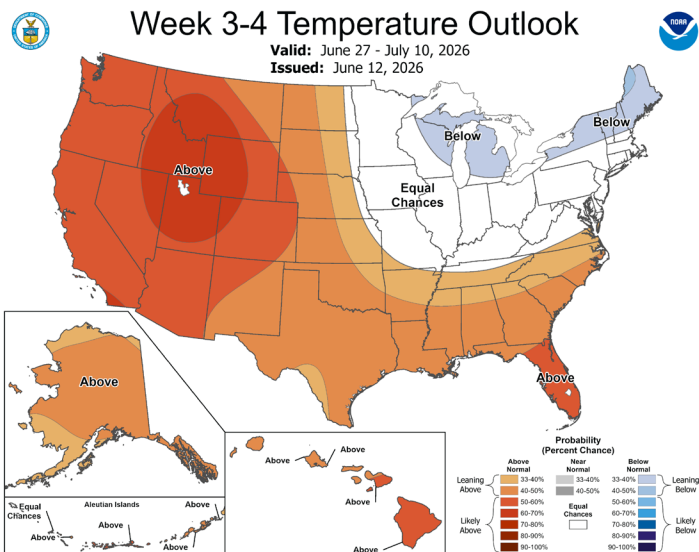 Week 3-4 Temperature Outlook
Valid: June 27 - July 10, 2026
Issued: June 12, 2026
NOAA
Above
Below
Below
Equal
Chances
Above
Above
Above
Above
Above
Above
Above
Equal
Chances
Aleutian Islands
Above
Above
Above
Above
Probability
(Percent Chance)
Above
Normal
Near
Normal
Below
Normal
Leaning
Above
33-40%
40-50%
50-60%
60-70%
70-80%
80-90%
90-100%
Likely
Above
33-40%
40-50%
Equal
Chances
33-40%
40-50%
50-60%
60-70%
70-80%
80-90%
90-100%
Leaning
Below
Likely
Below